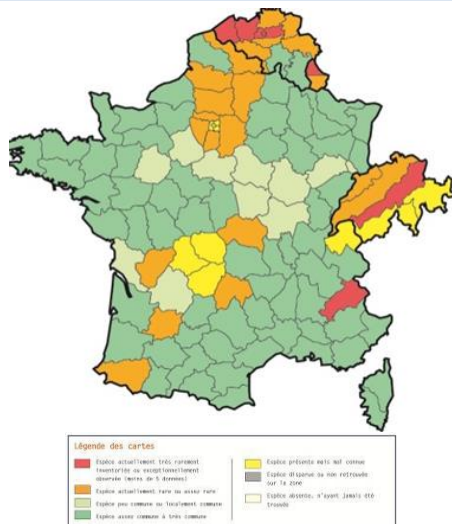 Légende des cartes
Espèce actuellement très rarement
inventoriée ou exceptionnellement
observée (moins de 5 données)
Espèce actuellement rare ou assez rare
Espèce peu commune ou localement commune
Espèce assez commune à très commune
Espèce présente mais mal connue
Espèce disparue ou non retrouvée
sur la zone
Espèce absente, n'ayant jamais été
trouvée